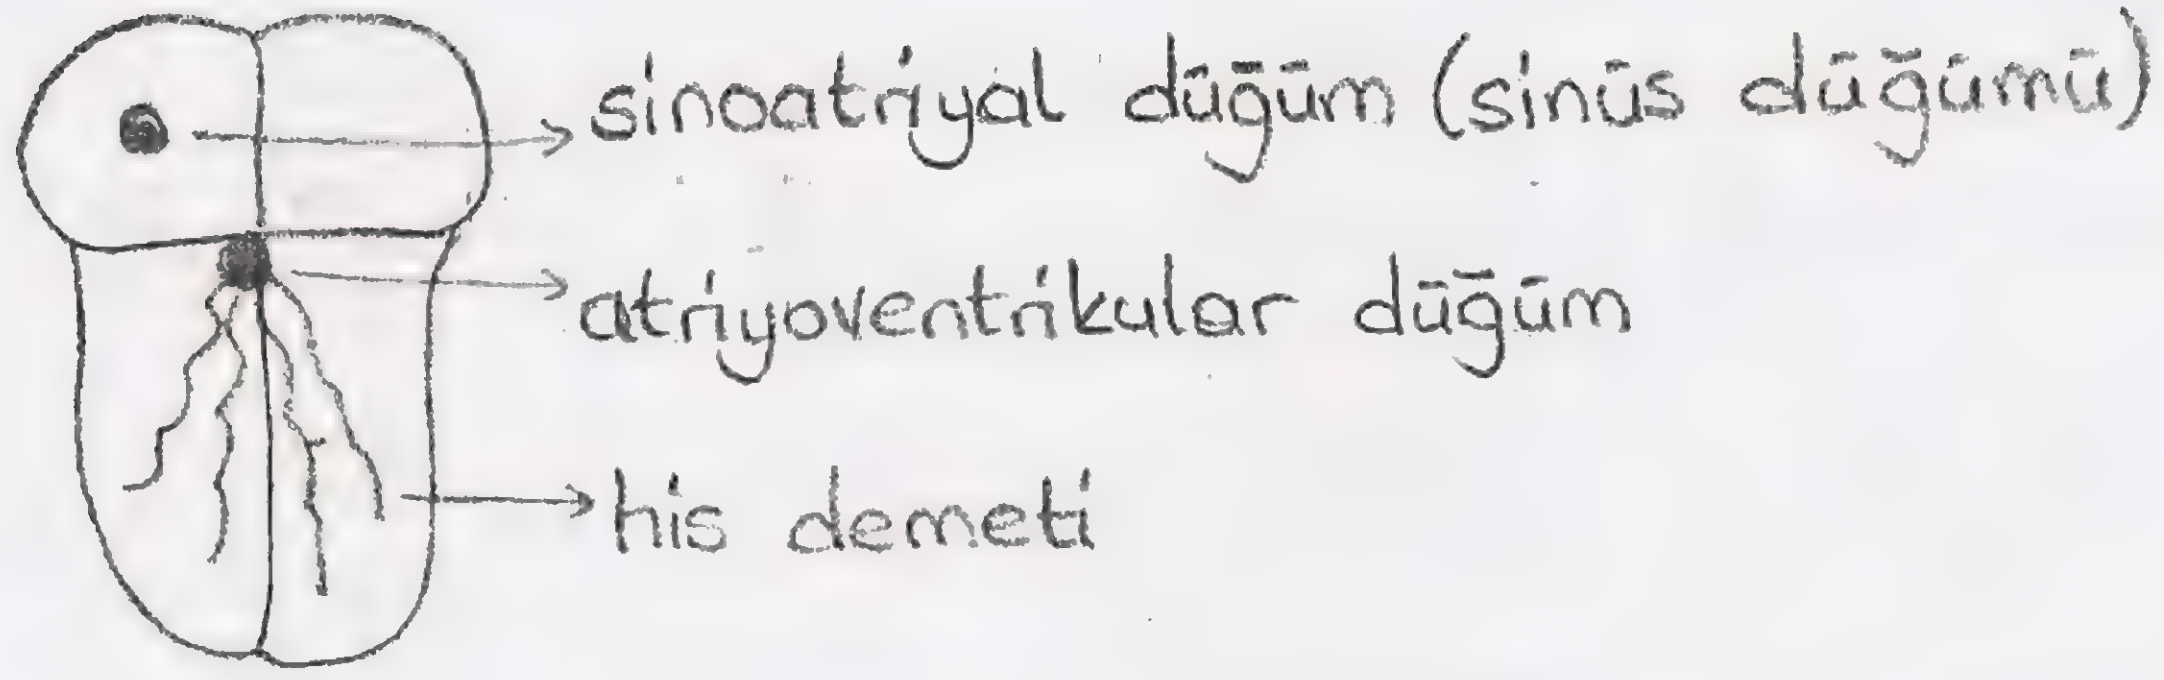 sinoatriyal düğüm (sinüs düğümü)
atriyoventrikular düğüm
his demeti